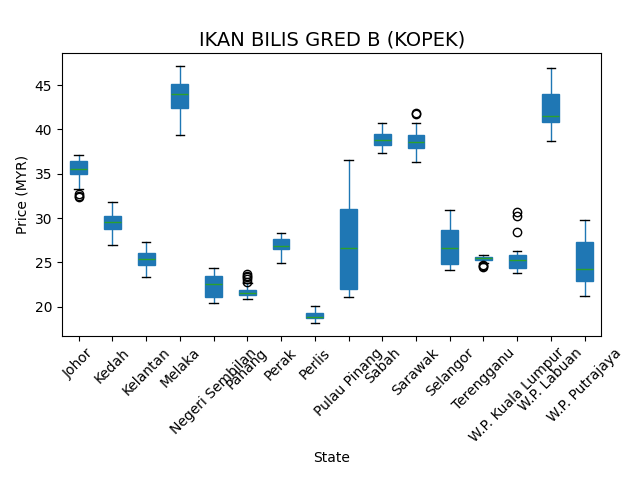 IKAN BILIS GRED B (KOPEK)
Price (MYR)
45
40
35
30
25
20
Johor
Kedah
Kelantan
Melaka
Negeri Sembilan
Pahang
Perak
Perlis
Pulau Pinang
Sabah
Sarawak
Selangor
Terengganu
W.P. Kuala Lumpur
W.P. Labuan
W.P. Putrajaya
State